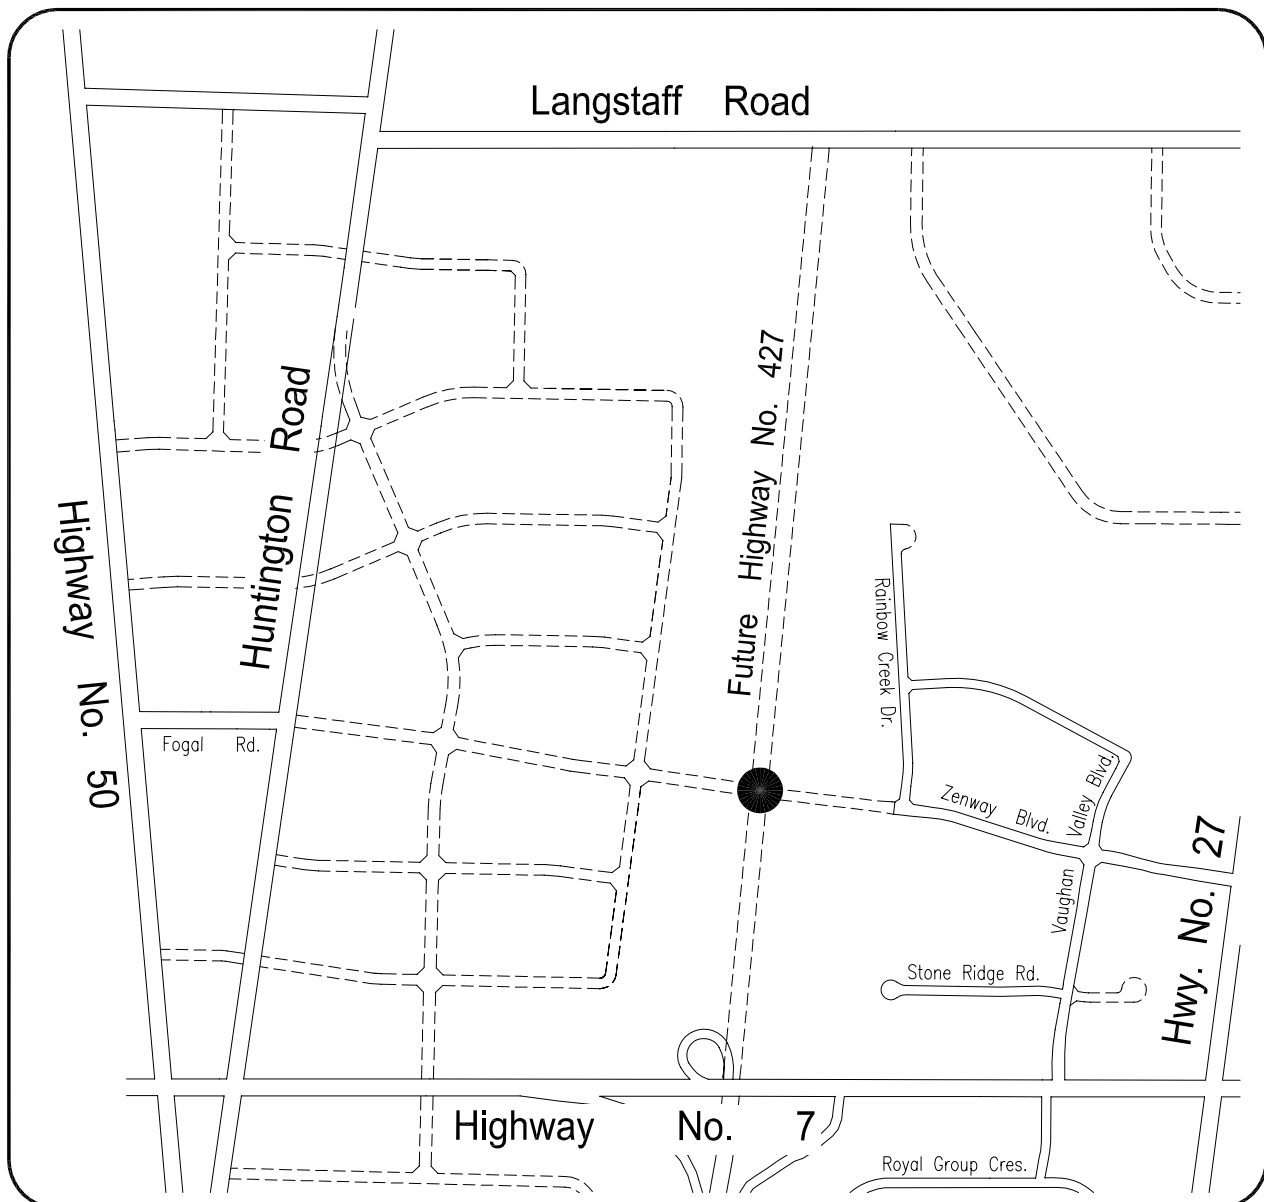 Langstaff Road
Huntington Road
Future Highway No. 427
Highway No. 50
Rainbow Creek Dr.
Fogal Rd.
Zenway Blvd.
Vaughan Valley Blvd.
Hwy. No. 27
Stone Ridge Rd.
Highway No. 7
Royal Group Cres.